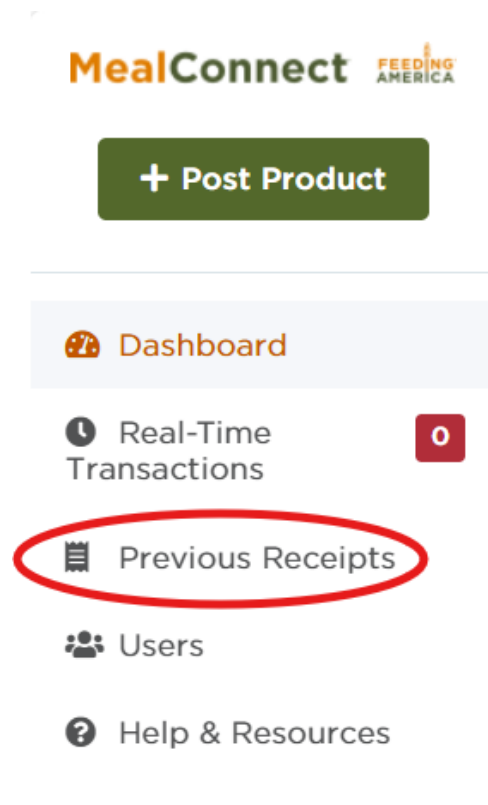 MealConnect FEEDING AMERICA
+ Post Product
Dashboard
Real-Time
Transactions
0
Previous Receipts
Users
Help & Resources